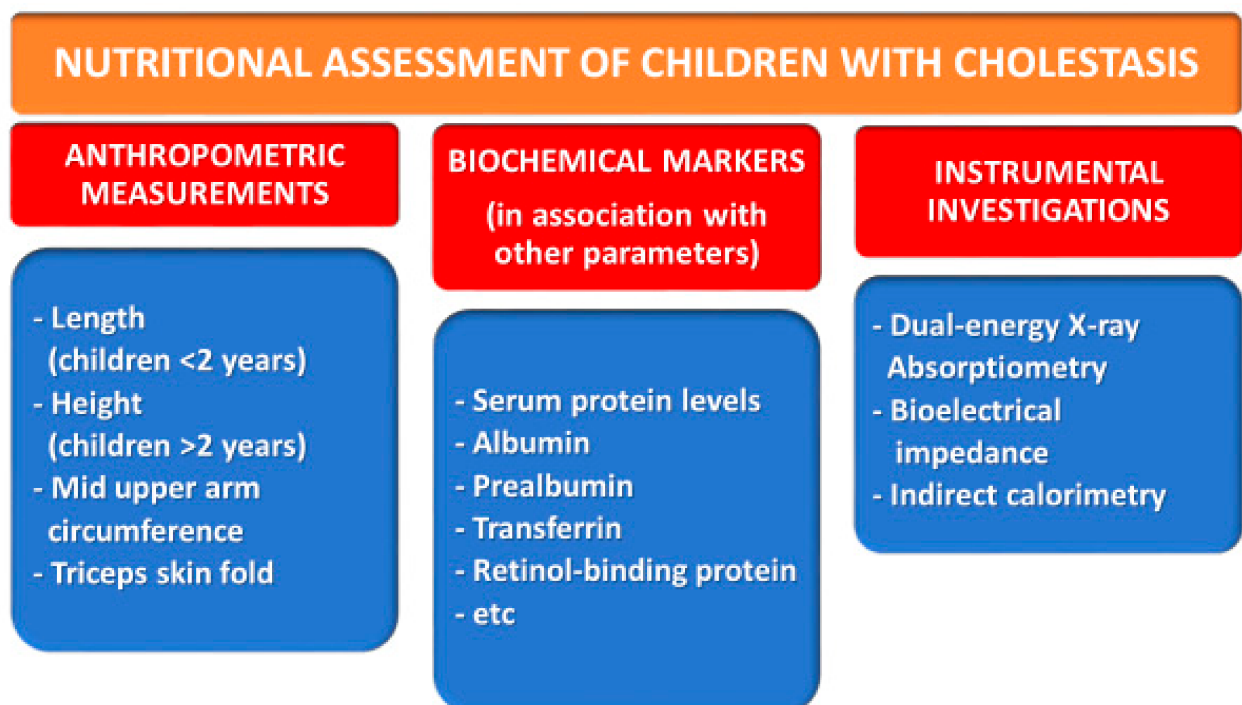 NUTRITIONAL ASSESSMENT OF CHILDREN WITH CHOLESTASIS
ANTHROPOMETRIC
MEASUREMENTS
- Length
(children <2 years)
- Height
(children >2 years)
- Mid upper arm
circumference
- Triceps skin fold
BIOCHEMICAL MARKERS
(in association with
other parameters)
- Serum protein levels
- Albumin
- Prealbumin
- Transferrin
- Retinol-binding protein
- etc
INSTRUMENTAL
INVESTIGATIONS
- Dual-energy X-ray
Absorptiometry
- Bioelectrical
impedance
- Indirect calorimetry